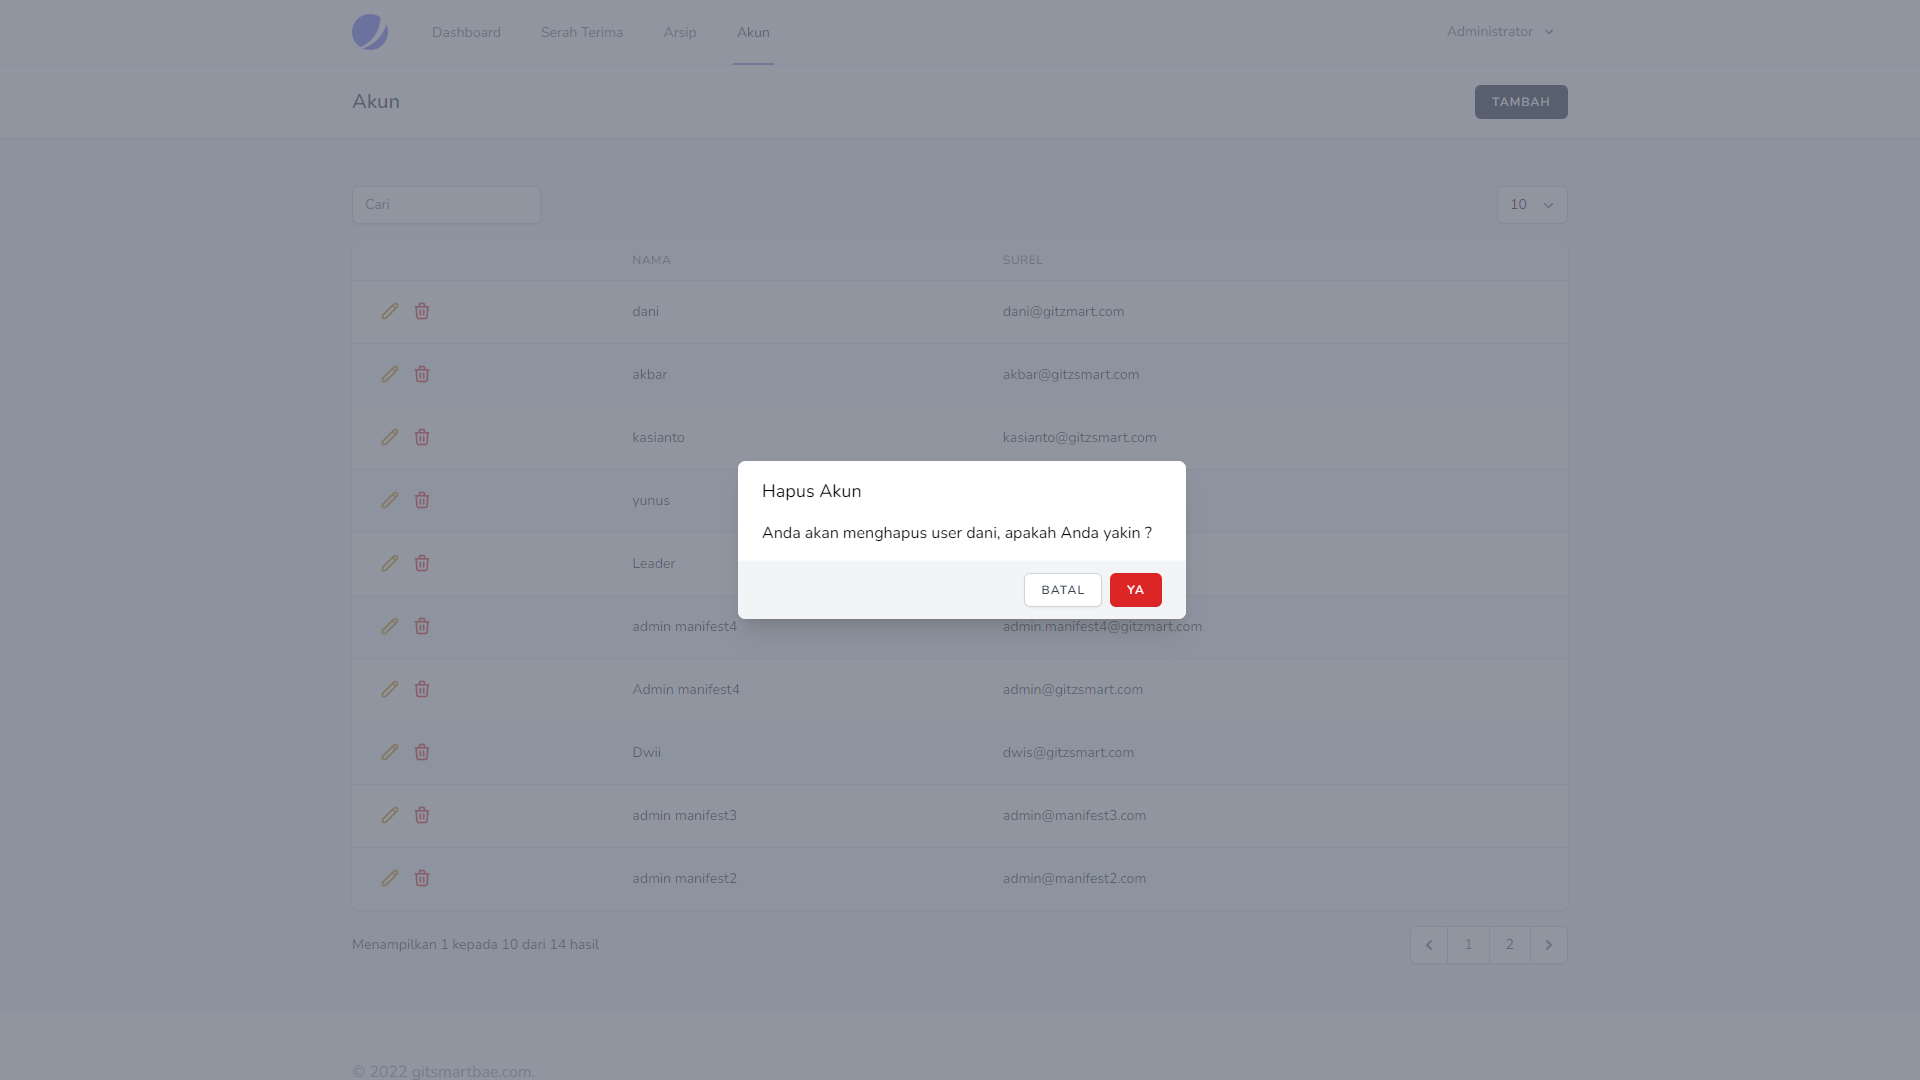 Dashboard Serah Terima Arsip Akun Administrator
Akun TAMBAH
Cari 10
NAMA SUREL
dani dani@gitzmart.com
akbar akbar@gitzsmart.com
kasianto kasianto@gitzsmart.com
yunus
Leader
Hapus Akun
Anda akan menghapus user dani, apakah Anda yakin ?
BATAL YA
admin manifest4 admin.manifest4@gitzmart.com
Admin manifest4 admin@gitzsmart.com
Dwii dwis@gitzsmart.com
admin manifest3 admin@manifest3.com
admin manifest2 admin@manifest2.com
Menampilkan 1 kepada 10 dari 14 hasil 1 2
© 2022 gitsmartbae.com.